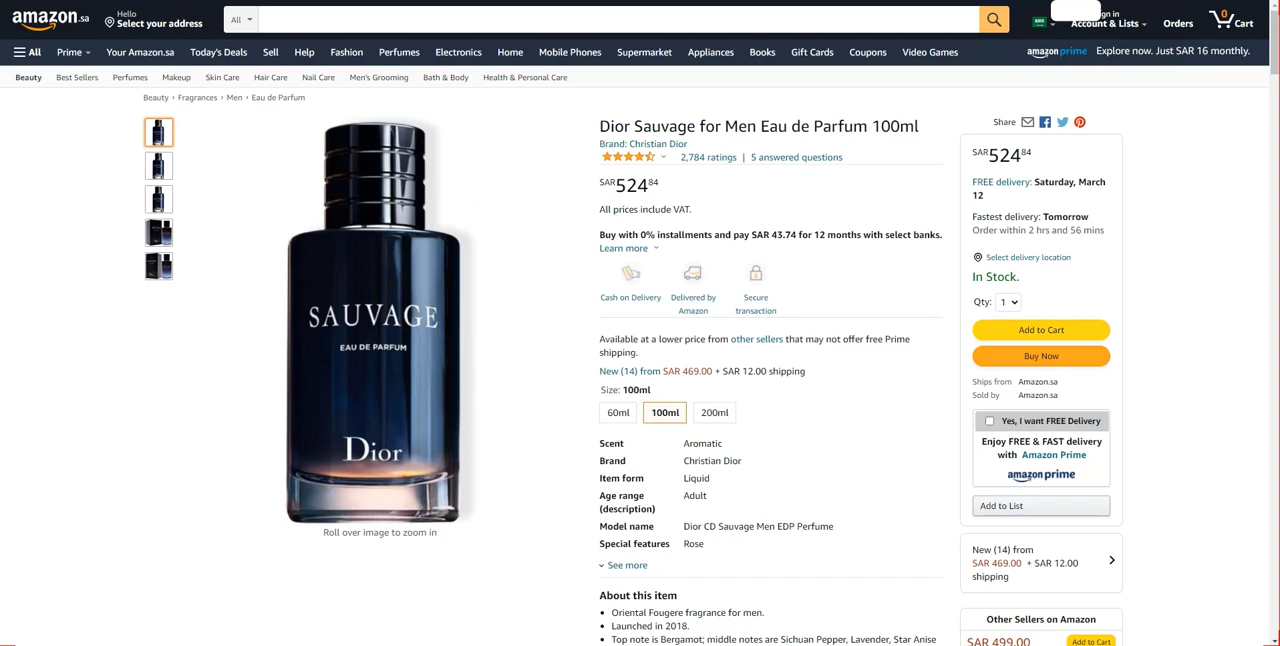 amazon.sa
Hello
Select your address
All
gn in
Account & Lists
Orders
0
Cart
All
Prime
Your Amazon.sa
Today's Deals
Sell
Help
Fashion
Perfumes
Electronics
Home
Mobile Phones
Supermarket
Appliances
Books
Gift Cards
Coupons
Video Games
amazon prime Explore now. Just SAR 16 monthly.
Beauty
Best Sellers
Perfumes
Makeup
Skin Care
Hair Care
Nail Care
Men's Grooming
Bath & Body
Health & Personal Care
Beauty › Fragrances › Men › Eau de Parfum
SAUVAGE
EAU DE PARFUM
Dior
Roll over image to zoom in
Dior Sauvage for Men Eau de Parfum 100ml
Brand: Christian Dior
2,784 ratings | 5 answered questions
SAR 524 84
All prices include VAT.
Buy with 0% installments and pay SAR 43.74 for 12 months with select banks.
Learn more
Cash on Delivery
Delivered by
Amazon
Secure
transaction
Available at a lower price from other sellers that may not offer free Prime
shipping.
New (14) from SAR 469.00 + SAR 12.00 shipping
Size: 100ml
60ml
100ml
200ml
Scent Aromatic
Brand Christian Dior
Item form Liquid
Age range Adult
(description)
Model name Dior CD Sauvage Men EDP Perfume
Special features Rose
See more
About this item
• Oriental Fougere fragrance for men.
• Launched in 2018.
• Top note is Bergamot; middle notes are Sichuan Pepper, Lavender, Star Anise
Share
SAR 524 84
FREE delivery: Saturday, March
12
Fastest delivery: Tomorrow
Order within 2 hrs and 56 mins
Select delivery location
In Stock.
Qty: 1
Add to Cart
Buy Now
Ships from Amazon.sa
Sold by Amazon.sa
Yes, I want FREE Delivery
Enjoy FREE & FAST delivery
with Amazon Prime
amazon prime
Add to List
New (14) from
SAR 469.00 + SAR 12.00
shipping
Other Sellers on Amazon
SAR 499.00
Add to Cart